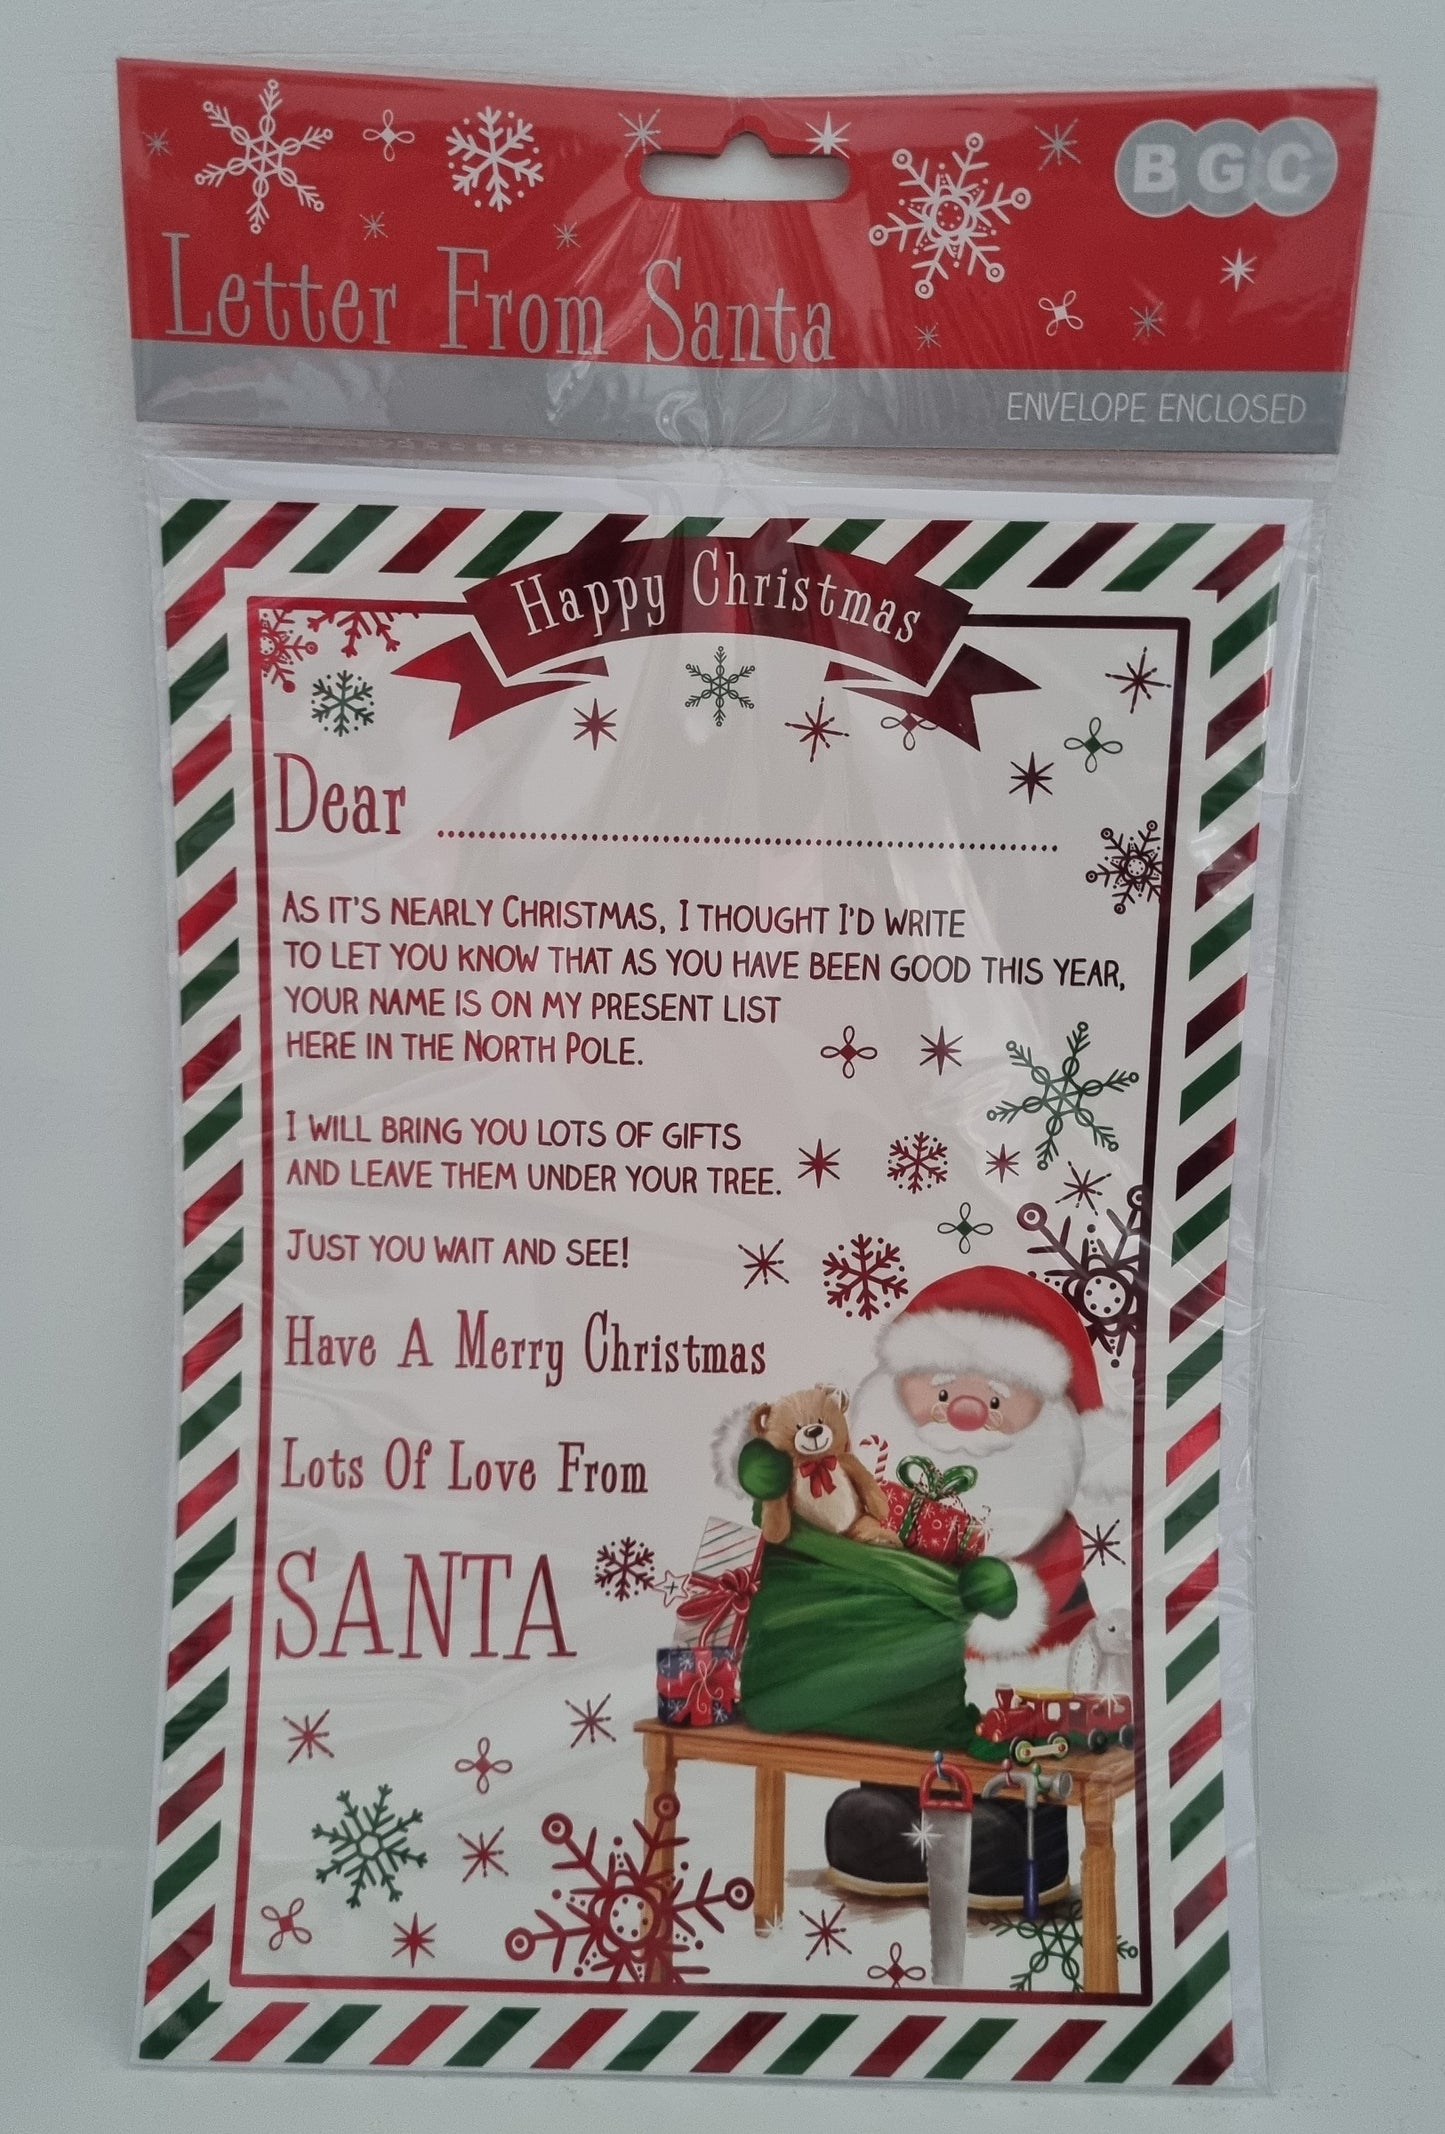 BGC
Letter From Santa
ENVELOPE ENCLOSED
Happy Christmas
Dear ............................................................
AS IT'S NEARLY CHRISTMAS, I THOUGHT I'D WRITE
TO LET YOU KNOW THAT AS YOU HAVE BEEN GOOD THIS YEAR,
YOUR NAME IS ON MY PRESENT LIST
HERE IN THE NORTH POLE.
I WILL BRING YOU LOTS OF GIFTS
AND LEAVE THEM UNDER YOUR TREE.
JUST YOU WAIT AND SEE!
Have A Merry Christmas
Lots Of Love From
SANTA